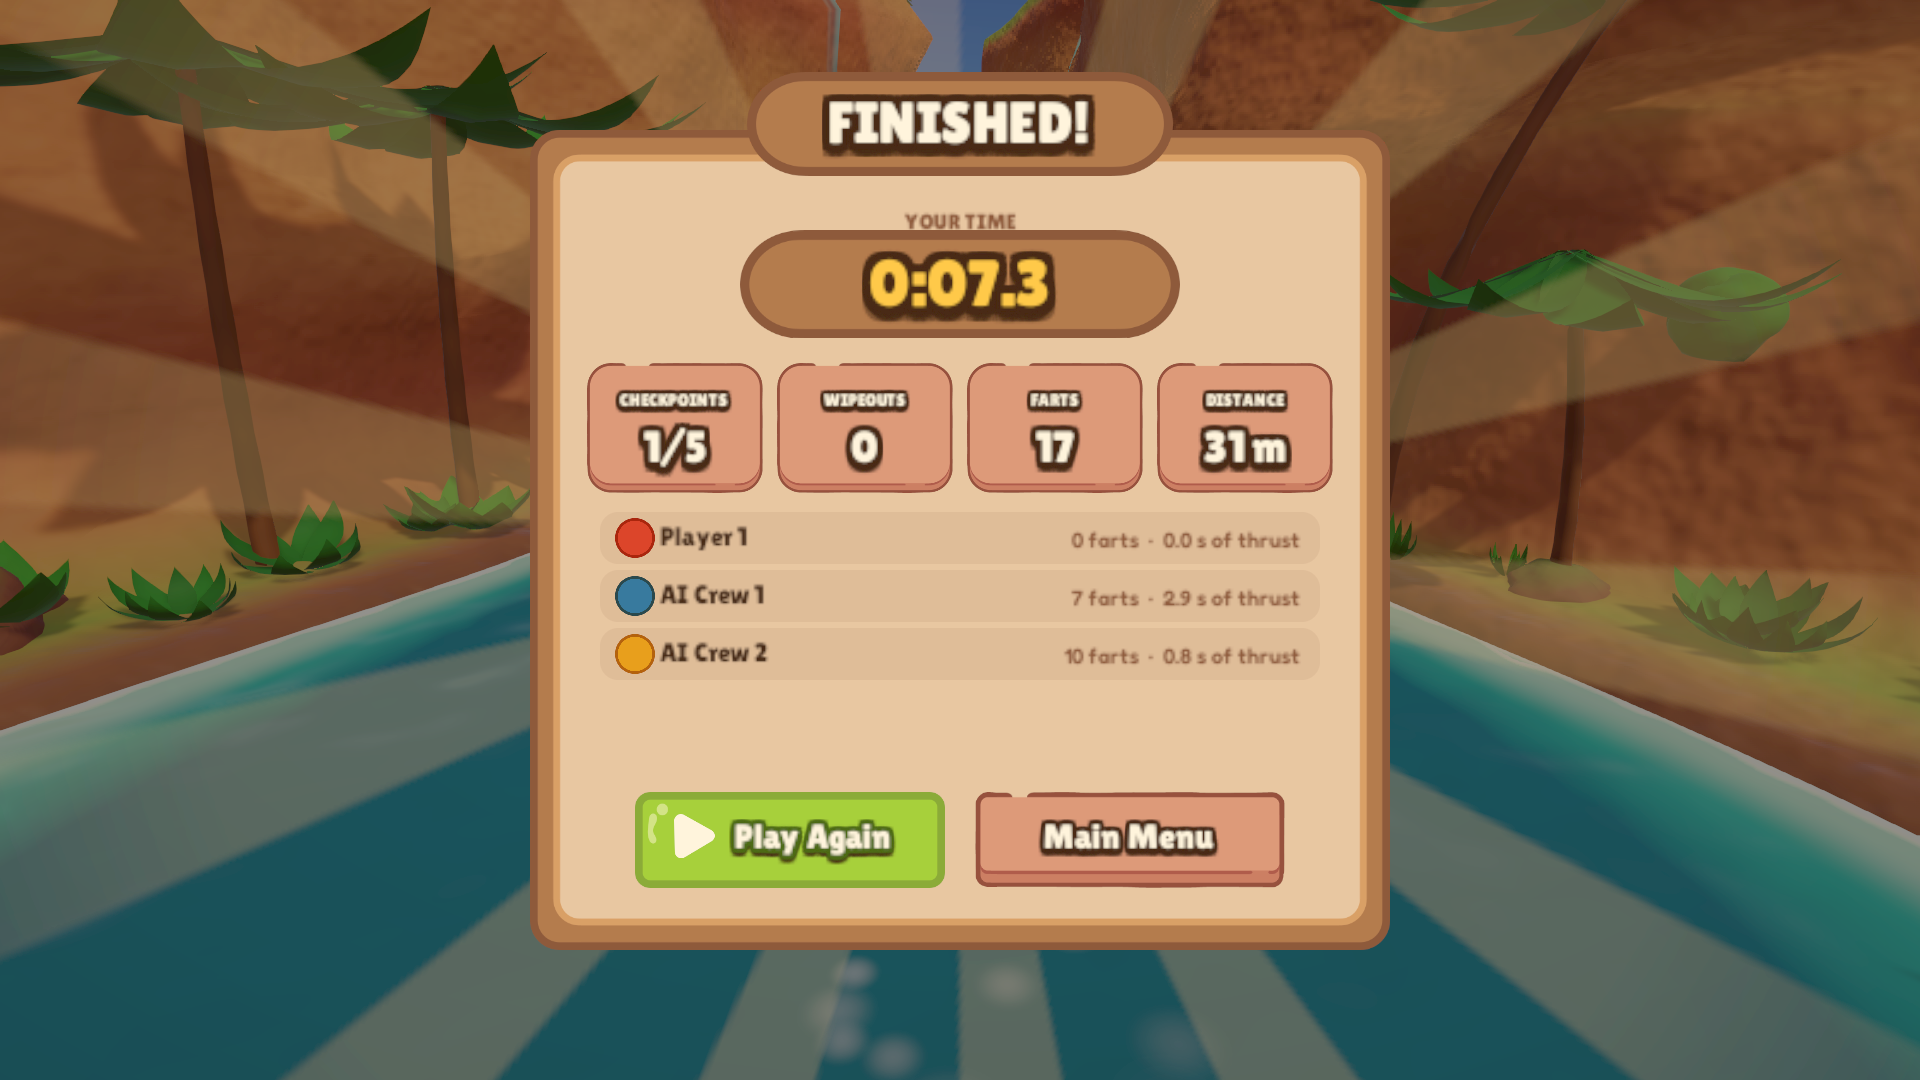 FINISHED!
YOUR TIME
0:07.3
CHECKPOINTS
1/5
WIPEOUTS
0
FARTS
17
DISTANCE
31 m
Player 1
0 farts · 0.0 s of thrust
AI Crew 1
7 farts · 2.9 s of thrust
AI Crew 2
10 farts · 0.8 s of thrust
Play Again
Main Menu